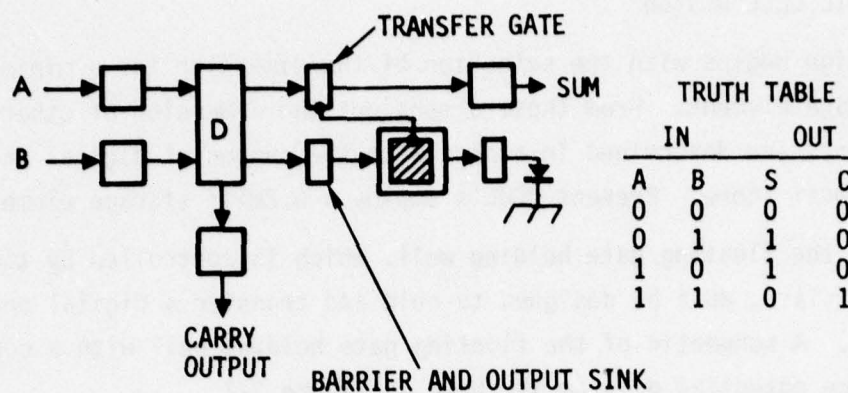 TRANSFER GATE
A
SUM
D
B
CARRY
OUTPUT
BARRIER AND OUTPUT SINK
TRUTH TABLE
IN OUT
A B S C
0 0 0 0
0 1 1 0
1 0 1 0
1 1 0 1